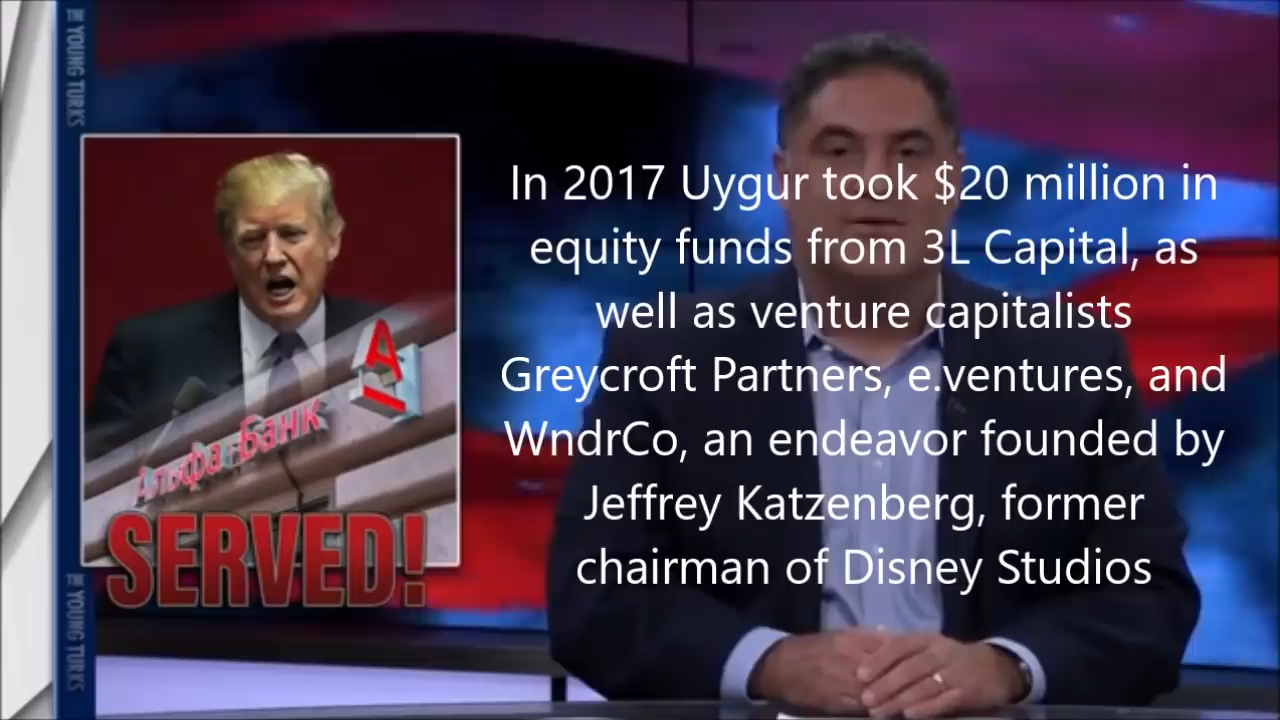 THE YOUNG TURKS
In 2017 Uygur took $20 million in
equity funds from 3L Capital, as
well as venture capitalists
Greycroft Partners, e.ventures, and
WndrCo, an endeavor founded by
Jeffrey Katzenberg, former
chairman of Disney Studios
А
Альфа·Банк
SERVED!
THE YOUNG TURKS